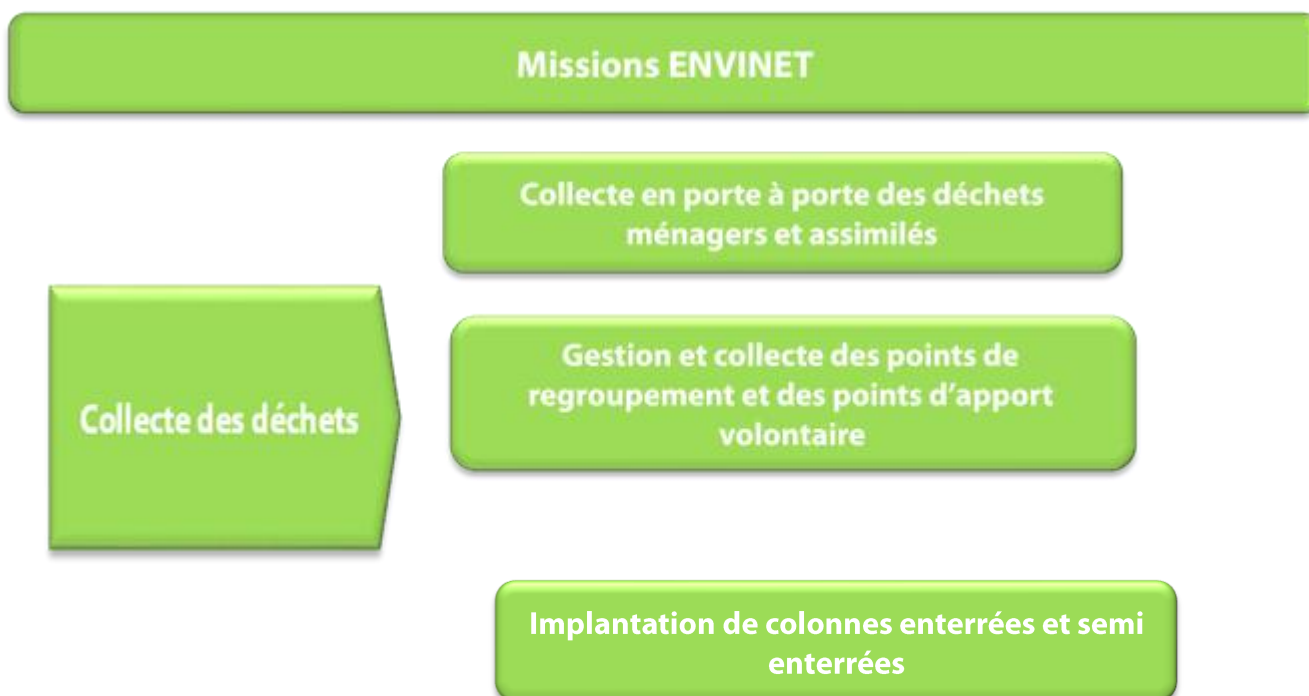 Missions ENVINET
Collecte en porte à porte des déchets
ménagers et assimilés
Collecte des déchets
Gestion et collecte des points de
regroupement et des points d’apport
volontaire
Implantation de colonnes enterrées et semi
enterrées